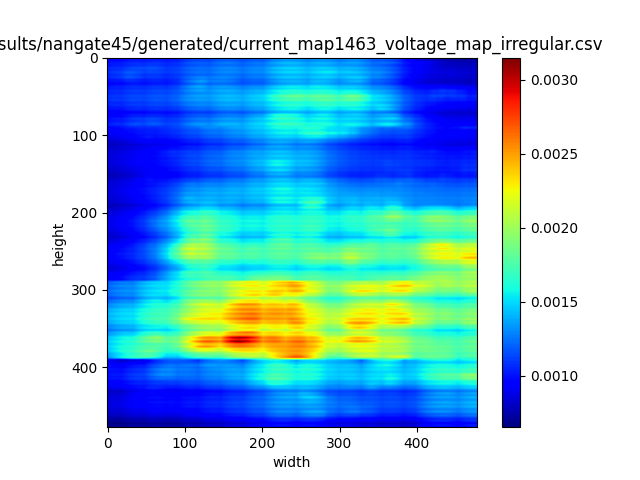 sults/nangate45/generated/current_map1463_voltage_map_irregular.csv
0
100
200
300
400
height
0 100 200 300 400
width
0.0030
0.0025
0.0020
0.0015
0.0010